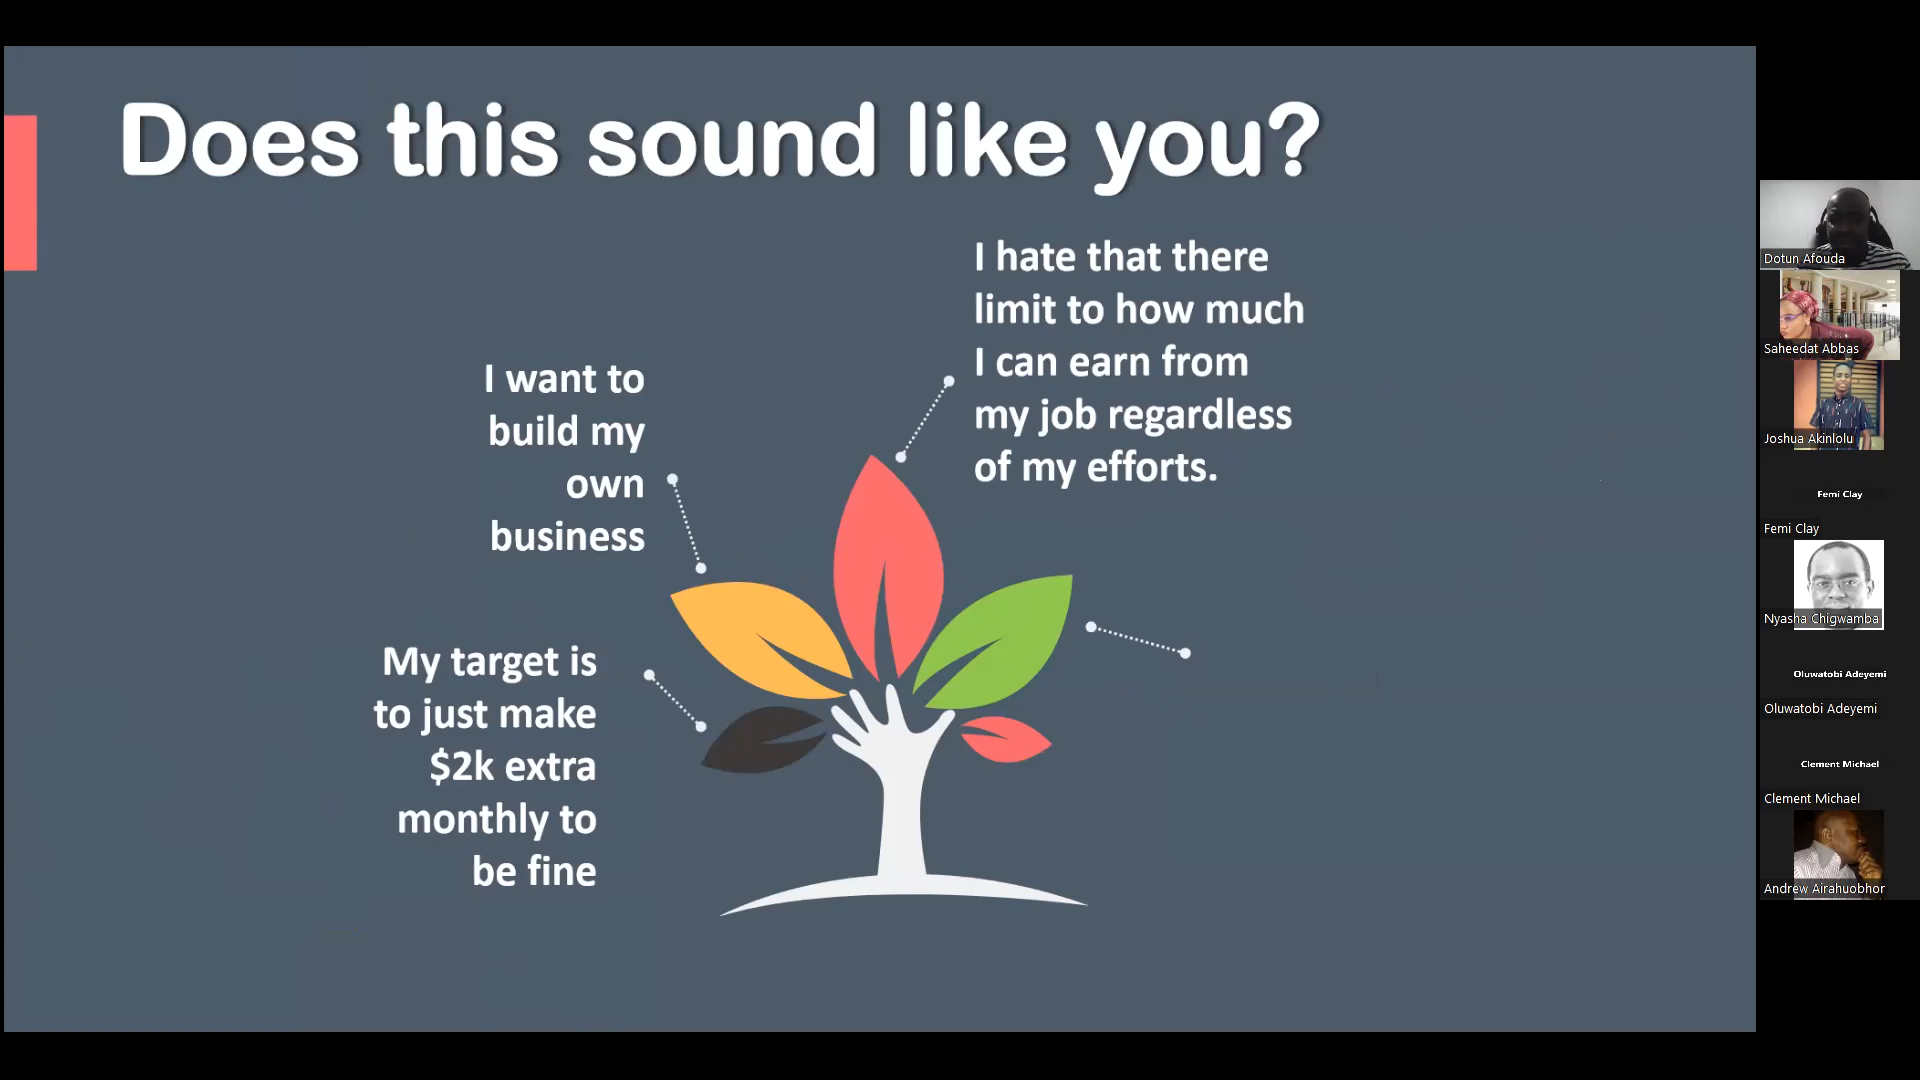 Does this sound like you?
I hate that there
limit to how much
I can earn from
my job regardless
of my efforts.
I want to
build my
own
business
My target is
to just make
$2k extra
monthly to
be fine
Dotun Afouda
Saheedat Abbas
Joshua Akinlolu
Femi Clay
Femi Clay
Nyasha Chigwamba
Oluwatobi Adeyemi
Oluwatobi Adeyemi
Clement Michael
Clement Michael
Andrew Airahuobhor